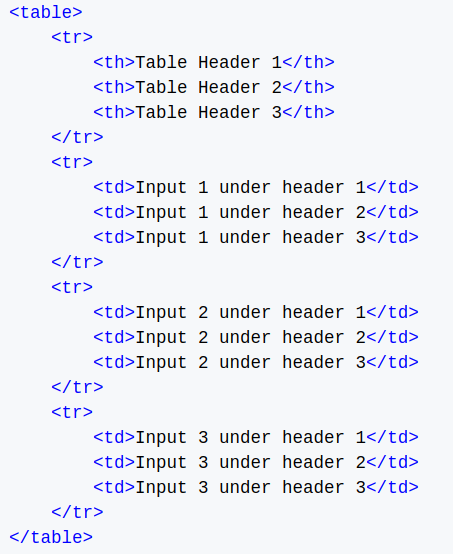 <table>
    <tr>
        <th>Table Header 1</th>
        <th>Table Header 2</th>
        <th>Table Header 3</th>
    </tr>
    <tr>
        <td>Input 1 under header 1</td>
        <td>Input 1 under header 2</td>
        <td>Input 1 under header 3</td>
    </tr>
    <tr>
        <td>Input 2 under header 1</td>
        <td>Input 2 under header 2</td>
        <td>Input 2 under header 3</td>
    </tr>
    <tr>
        <td>Input 3 under header 1</td>
        <td>Input 3 under header 2</td>
        <td>Input 3 under header 3</td>
    </tr>
</table>